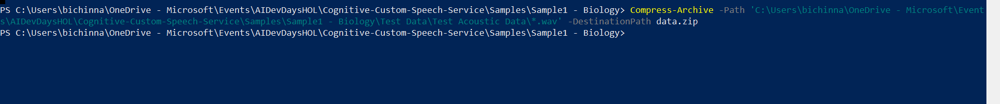 PS C:\Users\bichinna\OneDrive - Microsoft\Events\AIDevDaysHOL\Cognitive-Custom-Speech-Service\Samples\Sample1 - Biology> Compress-Archive -Path 'C:\Users\bichinna\OneDrive - Microsoft\Event
s\AIDevDaysHOL\Cognitive-Custom-Speech-Service\Samples\Sample1 - Biology\Test Data\Test Acoustic Data\*.wav' -DestinationPath data.zip
PS C:\Users\bichinna\OneDrive - Microsoft\Events\AIDevDaysHOL\Cognitive-Custom-Speech-Service\Samples\Sample1 - Biology>